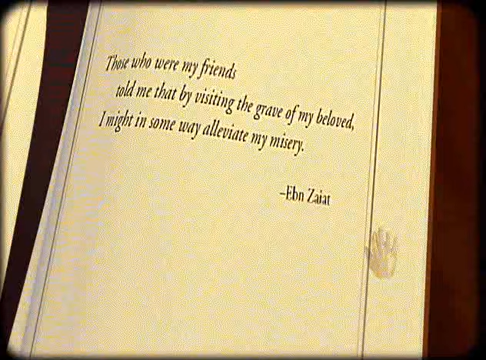 Those who were my friends
told me that by visiting the grave of my beloved,
I might in some way alleviate my misery.
–Ebn Zaiat